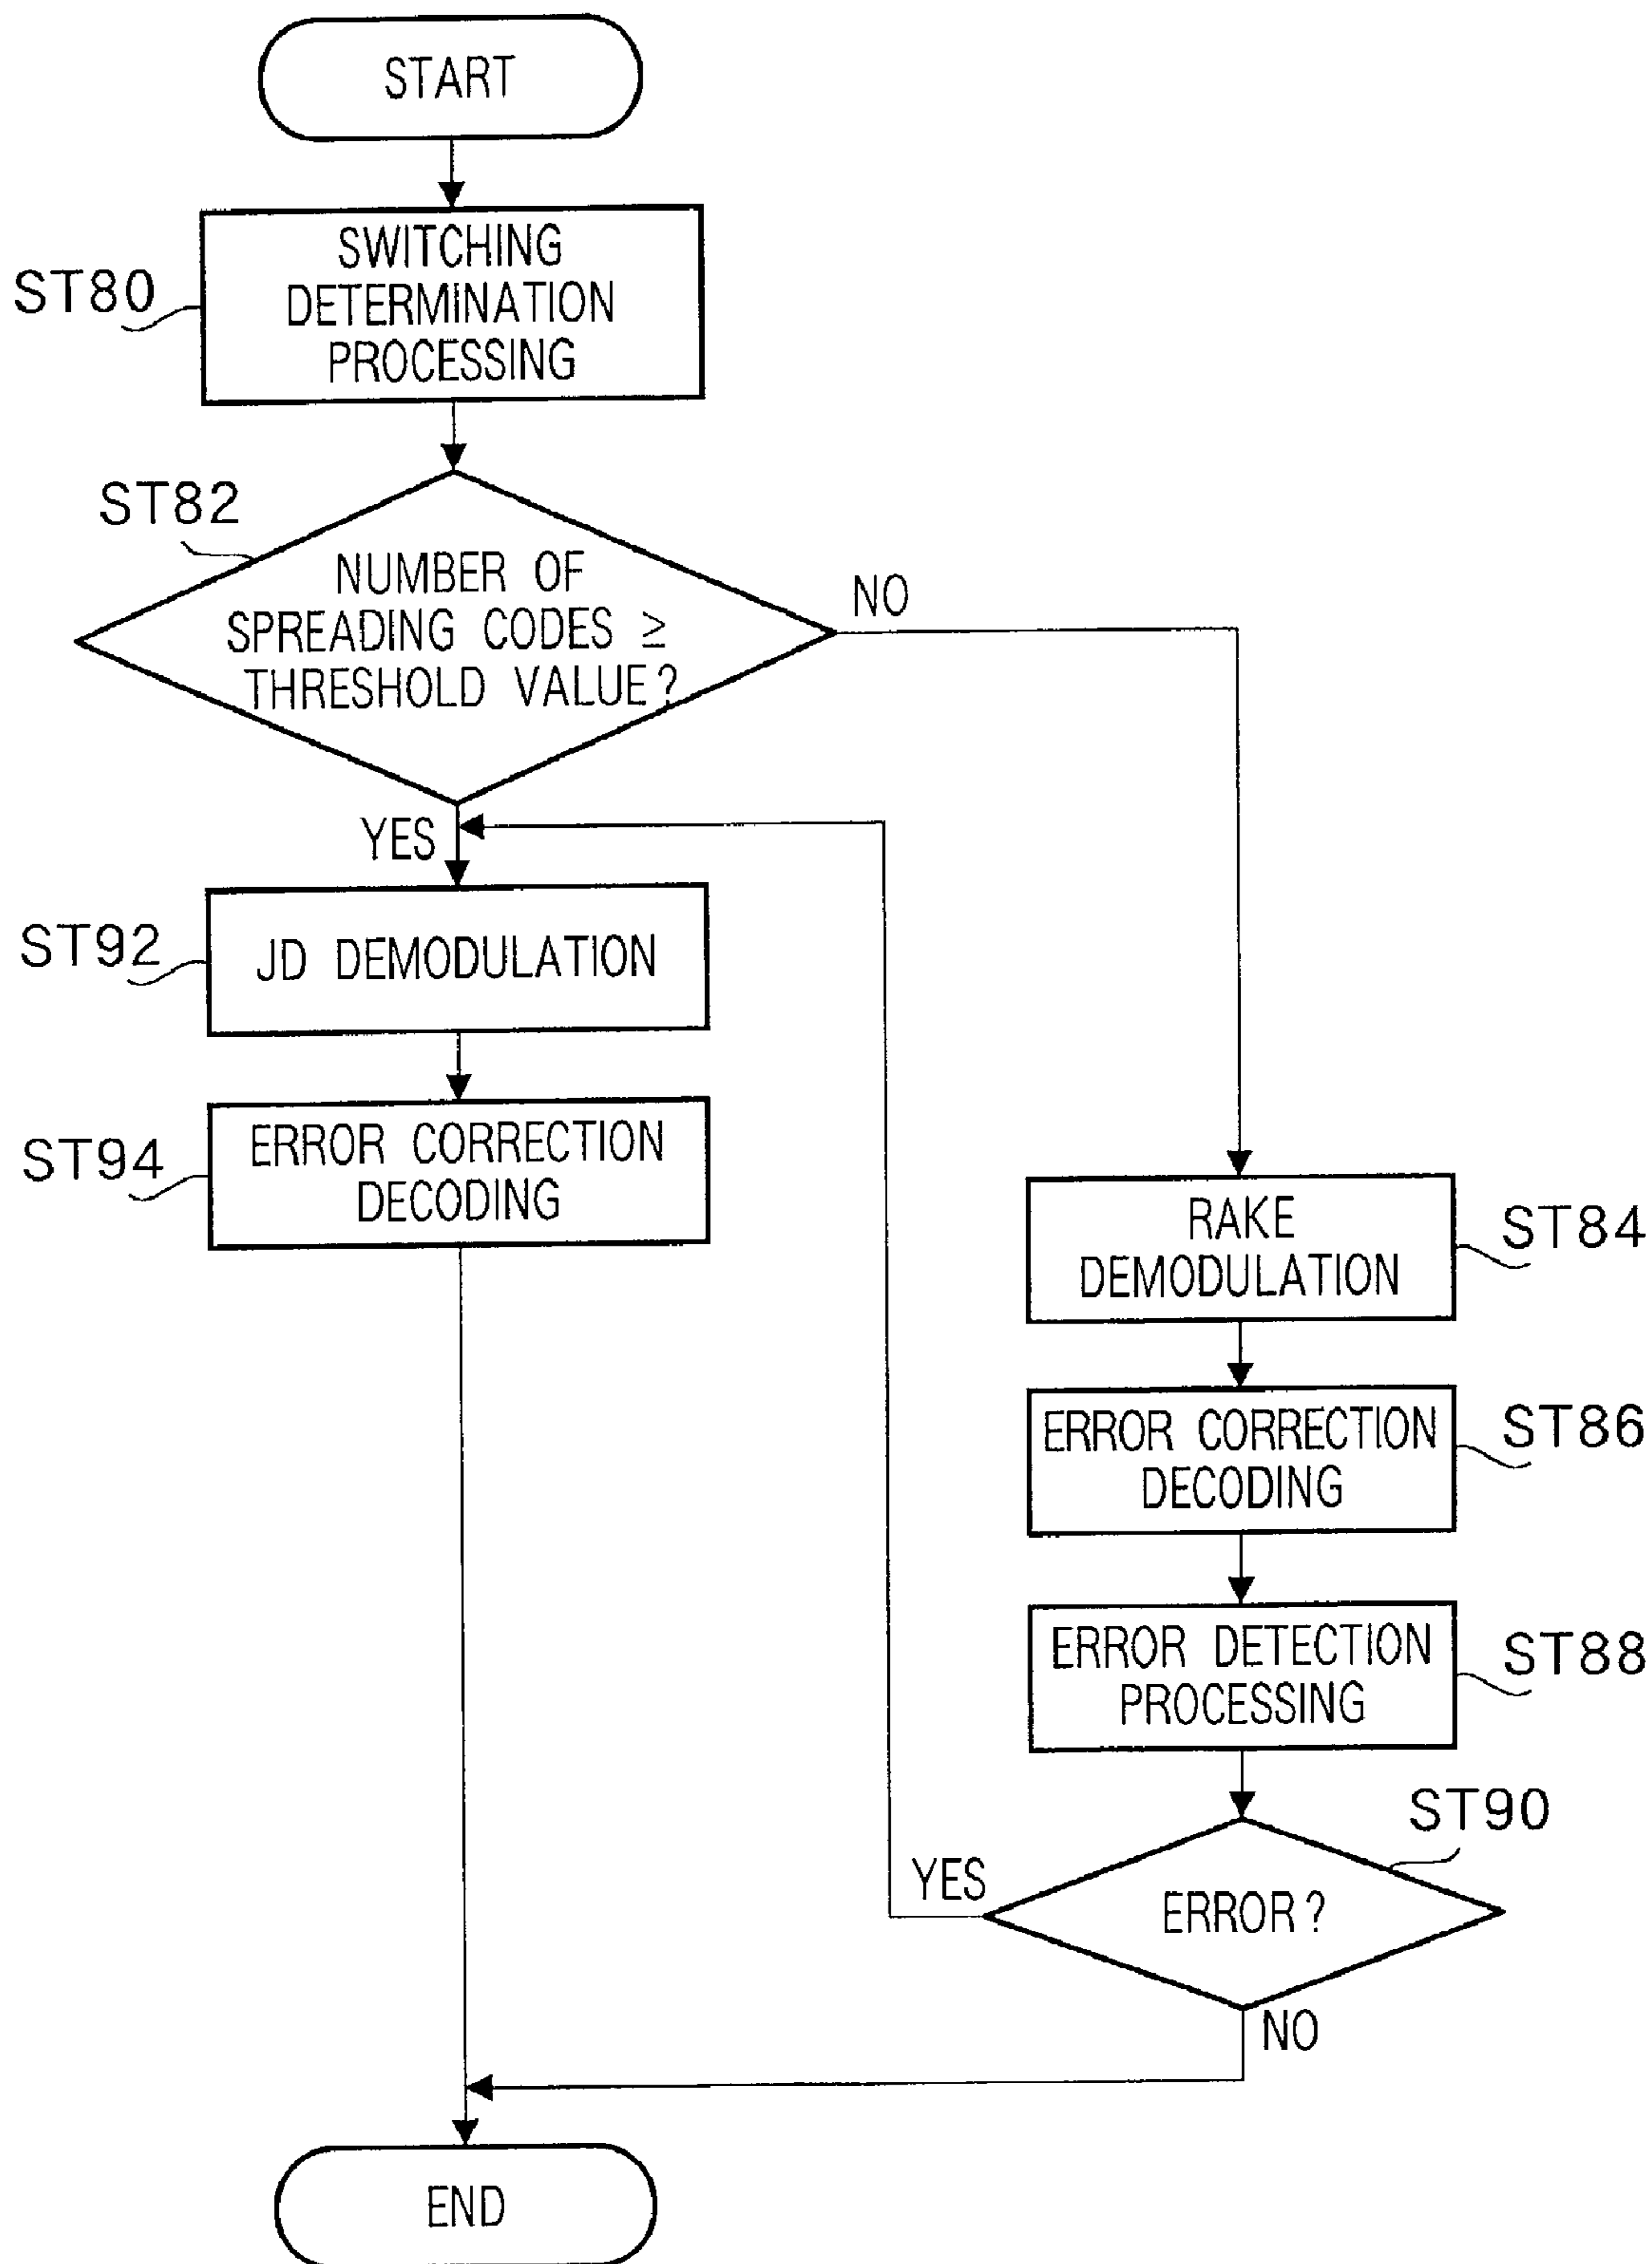 START
ST80
SWITCHING
DETERMINATION
PROCESSING
ST82
NUMBER OF
SPREADING CODES ≥
THRESHOLD VALUE?
NO
YES
ST92
JD DEMODULATION
ST94
ERROR CORRECTION
DECODING
RAKE
DEMODULATION
ST84
ERROR CORRECTION
DECODING
ST86
ERROR DETECTION
PROCESSING
ST88
ST90
YES
ERROR?
NO
END